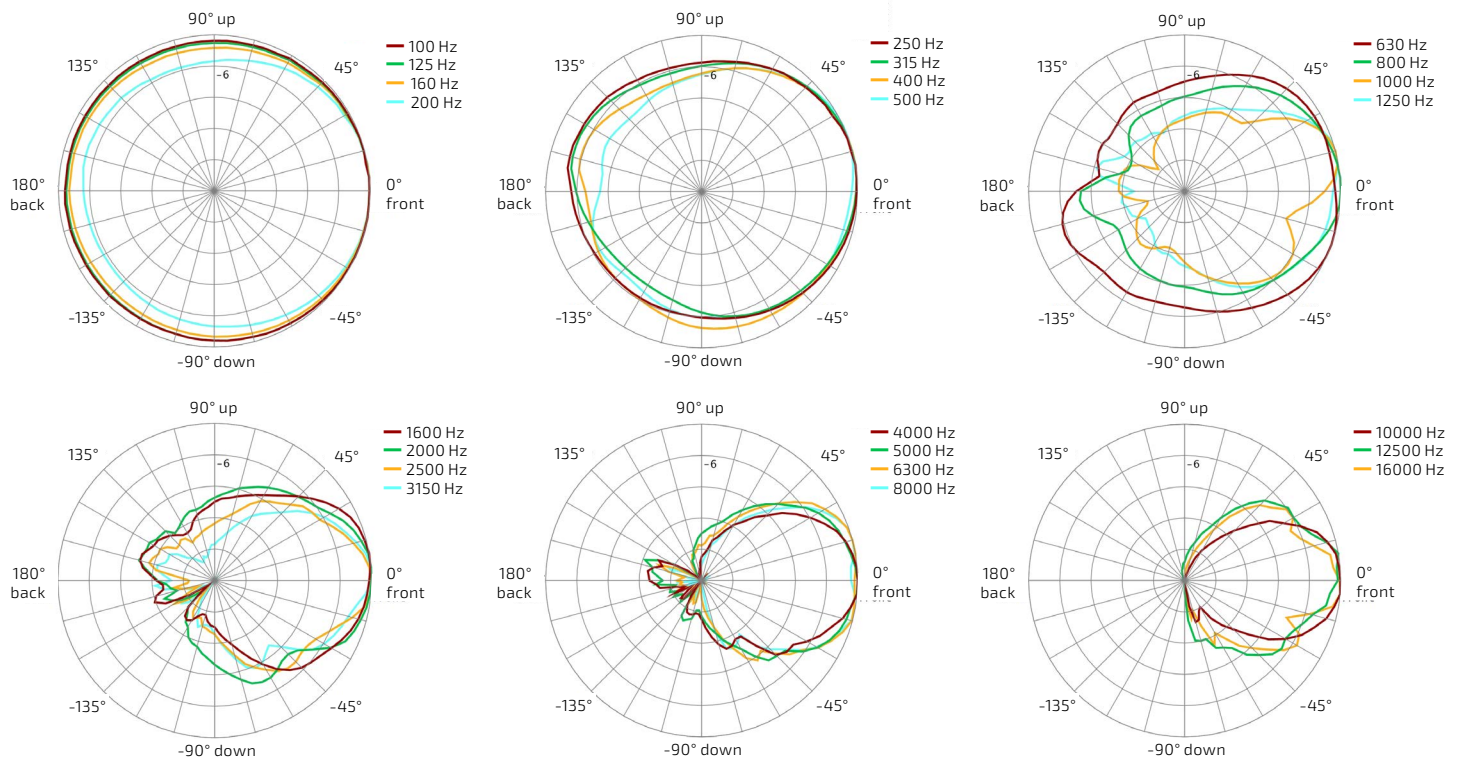 90° up
135°
45°
-6
180°
back
0°
front
-135°
-45°
-90° down
100 Hz
125 Hz
160 Hz
200 Hz
90° up
135°
45°
-6
180°
back
0°
front
-135°
-45°
-90° down
250 Hz
315 Hz
400 Hz
500 Hz
90° up
135°
45°
-6
180°
back
0°
front
-135°
-45°
-90° down
630 Hz
800 Hz
1000 Hz
1250 Hz
90° up
135°
45°
-6
180°
back
0°
front
-135°
-45°
-90° down
1600 Hz
2000 Hz
2500 Hz
3150 Hz
90° up
135°
45°
-6
180°
back
0°
front
-135°
-45°
-90° down
4000 Hz
5000 Hz
6300 Hz
8000 Hz
90° up
135°
45°
-6
180°
back
0°
front
-135°
-45°
-90° down
10000 Hz
12500 Hz
16000 Hz